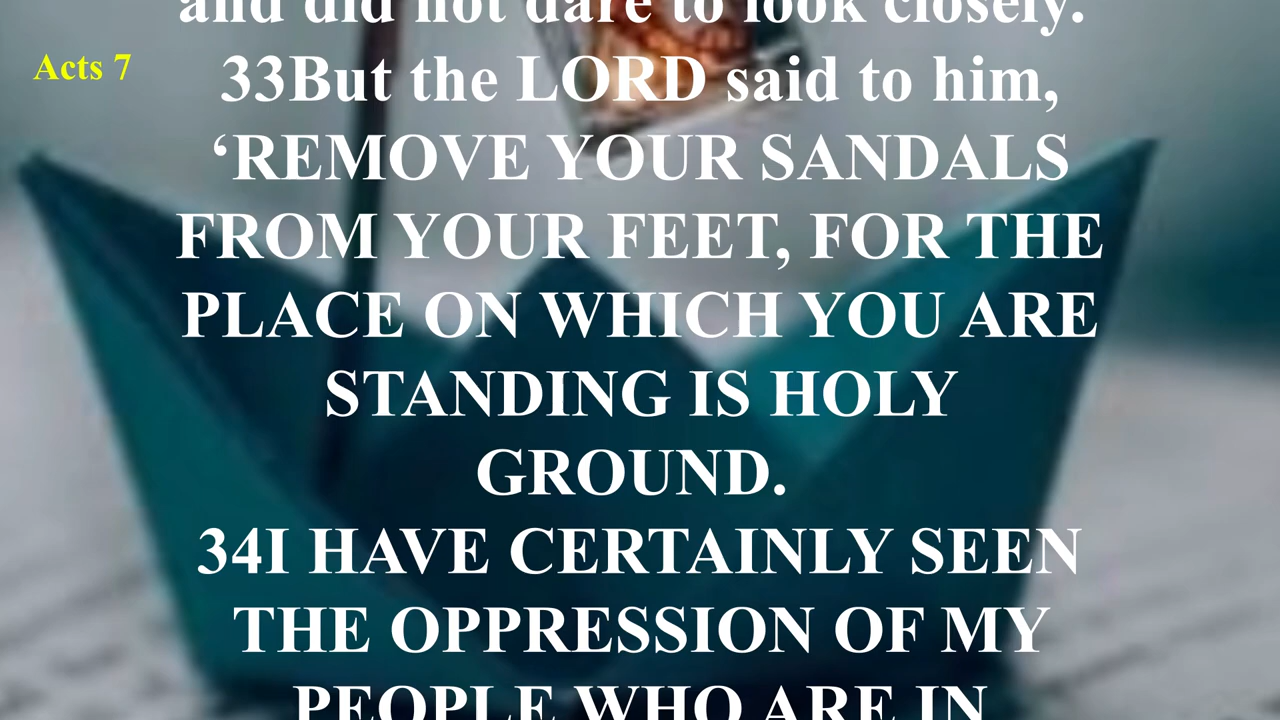 and did not dare to look closely.
Acts 7
33But the LORD said to him,
‘REMOVE YOUR SANDALS
FROM YOUR FEET, FOR THE
PLACE ON WHICH YOU ARE
STANDING IS HOLY
GROUND.
34I HAVE CERTAINLY SEEN
THE OPPRESSION OF MY
PEOPLE WHO ARE IN